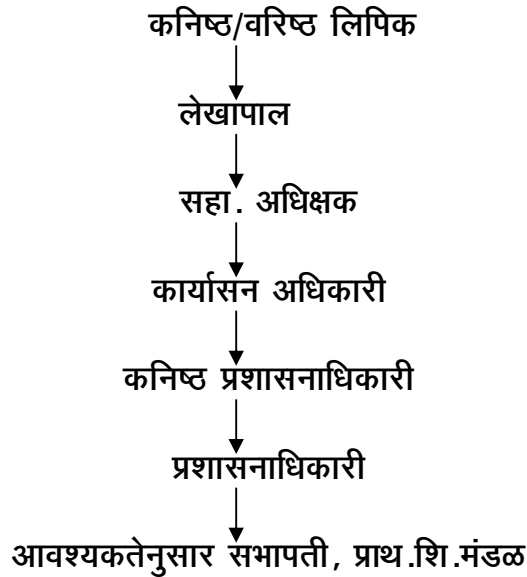 कनिष्ठ/वरिष्ठ लिपिक
लेखापाल
सहा. अधिक्षक
कार्यासन अधिकारी
कनिष्ठ प्रशासनाधिकारी
प्रशासनाधिकारी
आवश्यकतेनुसार सभापती, प्राथ.शि.मंडळ